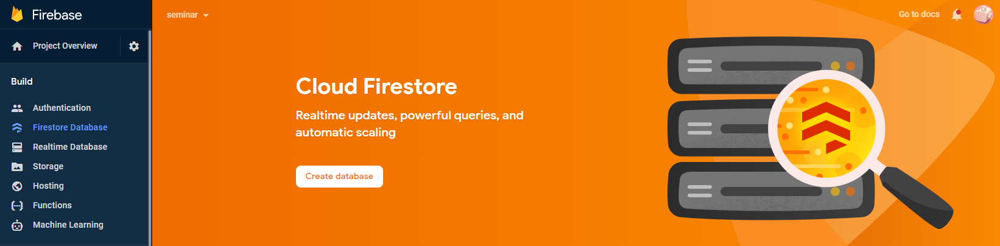 Firebase
seminar
Go to docs
Project Overview
Build
Authentication
Firestore Database
Realtime Database
Storage
Hosting
Functions
Machine Learning
Cloud Firestore
Realtime updates, powerful queries, and
automatic scaling
Create database